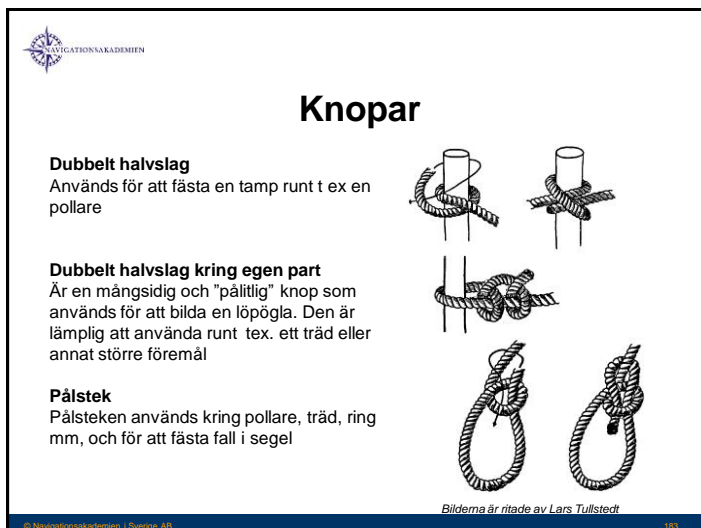 NAVIGATIONSAKADEMIEN
Knopar
Dubbelt halvslag
Används för att fästa en tamp runt t ex en
pollare
Dubbelt halvslag kring egen part
Är en mångsidig och ”pålitlig” knop som
används för att bilda en löpögla. Den är
lämplig att använda runt tex. ett träd eller
annat större föremål
Pålstek
Pålsteken används kring pollare, träd, ring
mm, och för att fästa fall i segel
Bilderna är ritade av Lars Tullstedt
© Navigationsakademien i Sverige AB
183